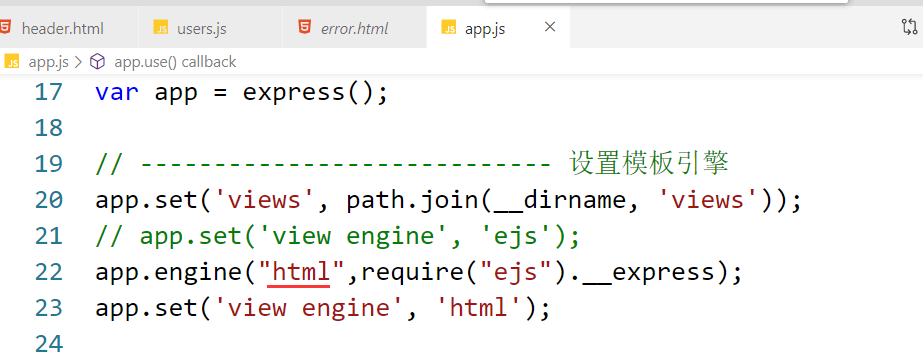 header.html users.js error.html app.js
app.js > app.use() callback
17 var app = express();
18
19 // ---------------------------- 设置模板引擎
20 app.set('views', path.join(__dirname, 'views'));
21 // app.set('view engine', 'ejs');
22 app.engine("html",require("ejs").__express);
23 app.set('view engine', 'html');
24